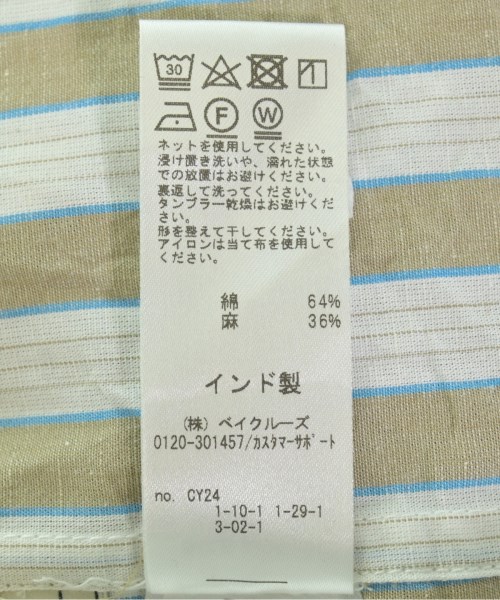 30
F W
ネットを使用してください。
浸け置き洗いや、濡れた状態
での放置はお避けください。
裏返して洗ってください。
タンブラー乾燥はお避けくだ
さい。
形を整えて干してください。
アイロンは当て布を使用して
ください。
綿 64%
麻 36%
インド製
(株) ベイクルーズ
0120-301457/カスタマーサポート
no. CY24
1-10-1 1-29-1
3-02-1